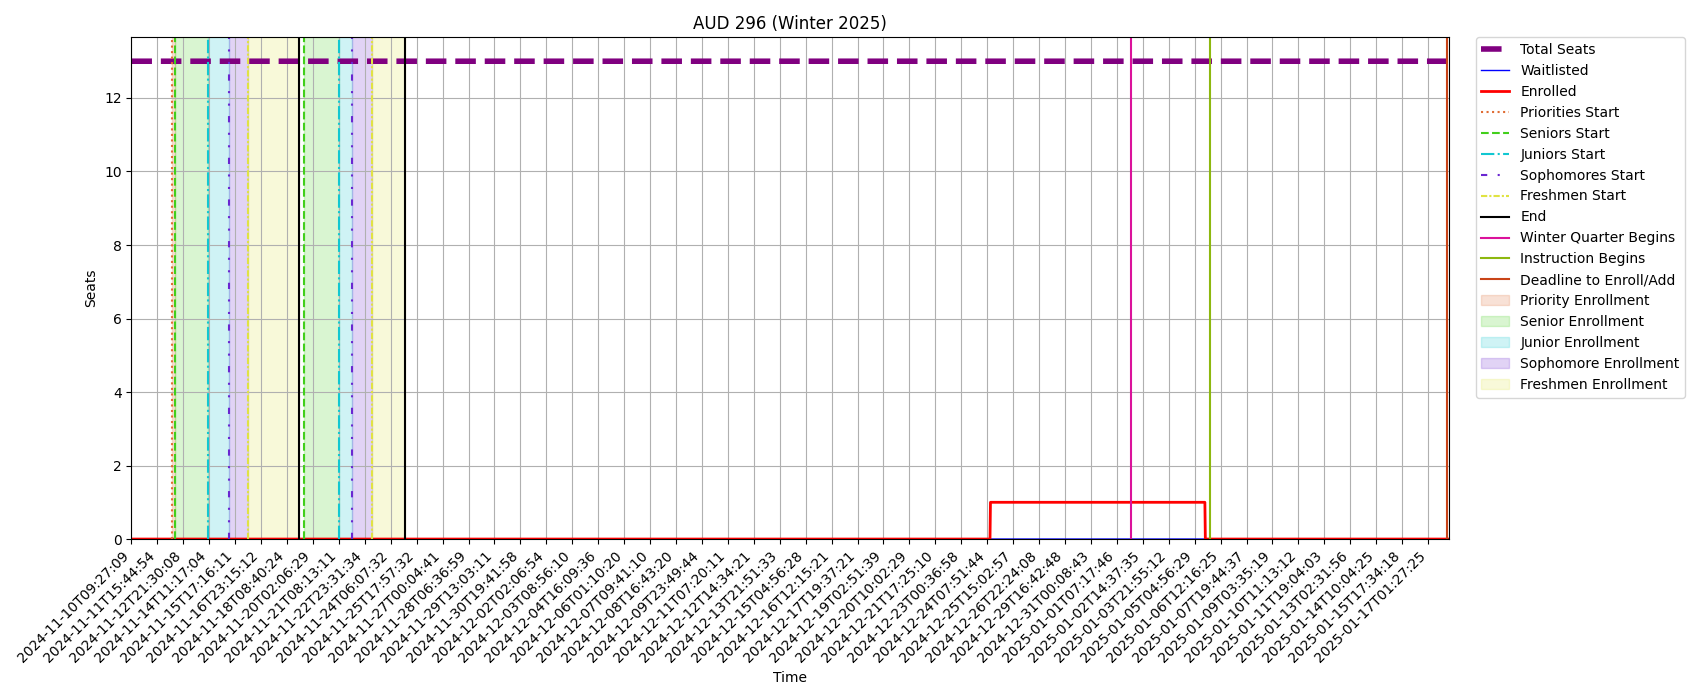 AUD 296 (Winter 2025)
Seats
12
10
8
6
4
2
0
2024-11-10T09:27:09
2024-11-11T15:44:54
2024-11-12T21:30:08
2024-11-14T11:17:04
2024-11-15T17:16:11
2024-11-16T23:15:12
2024-11-18T08:40:24
2024-11-20T02:06:29
2024-11-21T08:13:11
2024-11-22T23:31:34
2024-11-24T06:07:32
2024-11-25T17:57:32
2024-11-27T00:04:41
2024-11-28T06:36:59
2024-11-29T13:03:11
2024-11-30T19:41:58
2024-12-02T02:06:54
2024-12-03T08:56:10
2024-12-04T16:09:36
2024-12-06T01:10:20
2024-12-07T09:41:10
2024-12-08T16:43:20
2024-12-09T23:49:44
2024-12-11T07:20:11
2024-12-12T14:34:21
2024-12-13T21:51:33
2024-12-15T04:56:28
2024-12-16T12:15:21
2024-12-17T19:37:21
2024-12-19T02:51:39
2024-12-20T10:02:29
2024-12-21T17:25:10
2024-12-23T00:36:58
2024-12-24T07:51:44
2024-12-25T15:02:57
2024-12-26T22:24:08
2024-12-29T16:42:48
2024-12-31T00:08:43
2025-01-01T07:17:46
2025-01-02T14:37:35
2025-01-03T21:55:12
2025-01-05T04:56:29
2025-01-06T12:16:25
2025-01-07T19:44:37
2025-01-09T03:35:19
2025-01-10T11:13:12
2025-01-11T19:04:03
2025-01-13T02:31:56
2025-01-14T10:04:25
2025-01-15T17:34:18
2025-01-17T01:27:25
Time
Total Seats
Waitlisted
Enrolled
Priorities Start
Seniors Start
Juniors Start
Sophomores Start
Freshmen Start
End
Winter Quarter Begins
Instruction Begins
Deadline to Enroll/Add
Priority Enrollment
Senior Enrollment
Junior Enrollment
Sophomore Enrollment
Freshmen Enrollment